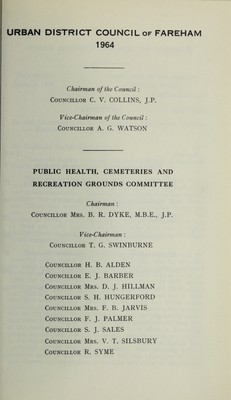 URBAN DISTRICT COUNCIL OF FAREHAM
1964
Chairman of the Council:
COUNCILLOR C. V. COLLINS, J.P.
Vice-Chairman of the Council:
COUNCILLOR A. G. WATSON
PUBLIC HEALTH, CEMETERIES AND
RECREATION GROUNDS COMMITTEE
Chairman:
COUNCILLOR MRS. B. R. DYKE, M.B.E., J.P.
Vice-Chairman:
COUNCILLOR T. G. SWINBURNE
COUNCILLOR H. B. ALDEN
COUNCILLOR E. J. BARBER
COUNCILLOR MRS. D. J. HILLMAN
COUNCILLOR S. H. HUNGERFORD
COUNCILLOR MRS. F. B. JARVIS
COUNCILLOR F. J. PALMER
COUNCILLOR S. J. SALES
COUNCILLOR MRS. V. T. SILSBURY
COUNCILLOR R. SYME